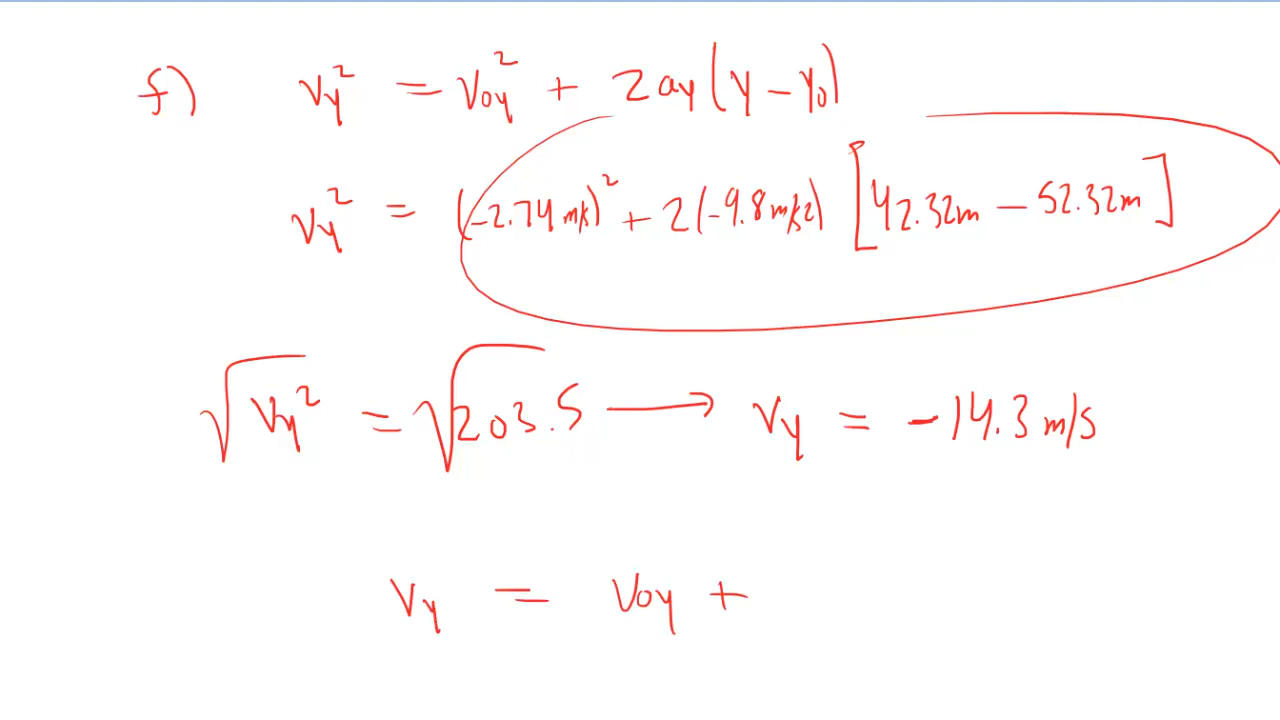 f) Vy² = Voy² + 2ay(y - y₀)
Vy² = (-2.74 m/s)² + 2(-9.8 m/s2) [42.32m - 52.32m]
√Vy² = √203.5 → Vy = -14.3 m/s
Vy = Voy +